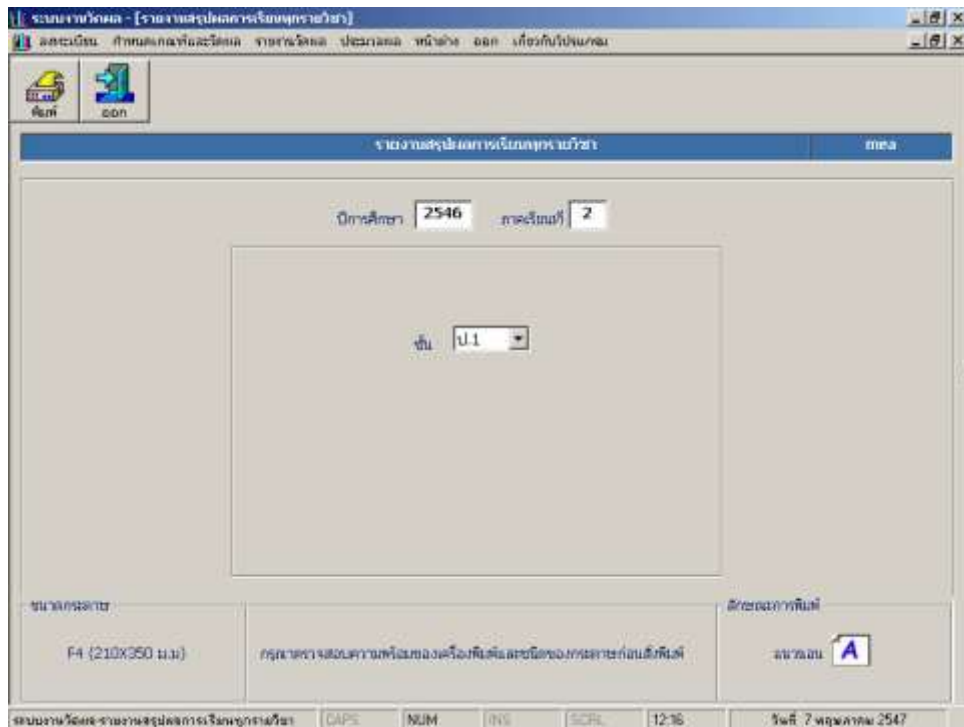 ระบบงานวัดผล - [รายงานสรุปผลการเรียนทุกรายวิชา]
ลงทะเบียน กำหนดเกณฑ์และวัดผล รายงานวัดผล ประมวลผล หน้าต่าง ออก เกี่ยวกับโปรแกรม
พิมพ์ ออก
รายงานสรุปผลการเรียนทุกรายวิชา mea
ปีการศึกษา 2546 ภาคเรียนที่ 2
ชั้น ป.1
ขนาดกระดาษ ลักษณะการพิมพ์
F4 (210X350 ม.ม) กรุณาตรวจสอบความพร้อมของเครื่องพิมพ์และชนิดของกระดาษก่อนสั่งพิมพ์ แนวนอน A
ระบบงานวัดผล-รายงานสรุปผลการเรียนทุกรายวิชา CAPS NUM INS SCRL 12:16 วันที่ 7 พฤษภาคม 2547